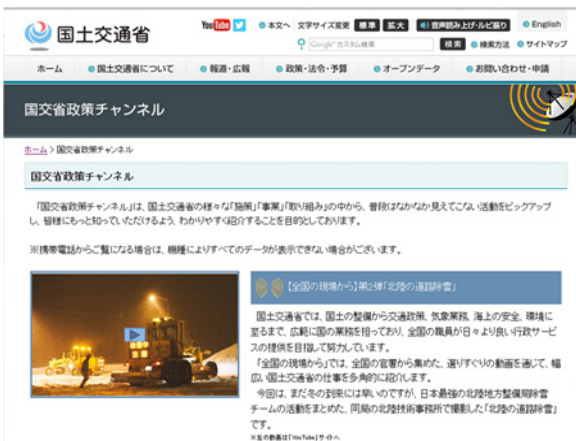 国土交通省
YouTube
本文へ 文字サイズ変更 標準 拡大 音声読み上げ・ルビ振り English
Google カスタム検索 検索 検索方法 サイトマップ
ホーム 国土交通省について 報道・広報 政策・法令・予算 オープンデータ お問い合わせ・申請
国交省政策チャンネル
ホーム > 国交省政策チャンネル
国交省政策チャンネル
「国交省政策チャンネル」は、国土交通省の様々な「施策」「事業」「取り組み」の中から、普段はなかなか見えてこない活動をピックアップ
し、皆様にもっと知っていただけるよう、わかりやすく紹介することを目的としております。
※携帯電話からご覧になる場合は、機種によりすべてのデータが表示できない場合がございます。
【全国の現場から】第2弾「北陸の道路除雪」
国土交通省では、国土の整備から交通政策、気象業務、海上の安全、環境に
至るまで、広範に国の業務を担っており、全国の職員が日々より良い行政サービ
スの提供を目指して努力しています。
「全国の現場から」では、全国の官署から集めた、選りすぐりの動画を通じて、幅
広い国土交通省の仕事を多角的に紹介します。
今回は、まだ冬の到来には早いのですが、日本最強の北陸地方整備局除雪
チームの活動をまとめた、同局の北陸技術事務所で撮影した「北陸の道路除雪」
です。
※左の動画は「YouTube」サイトへ